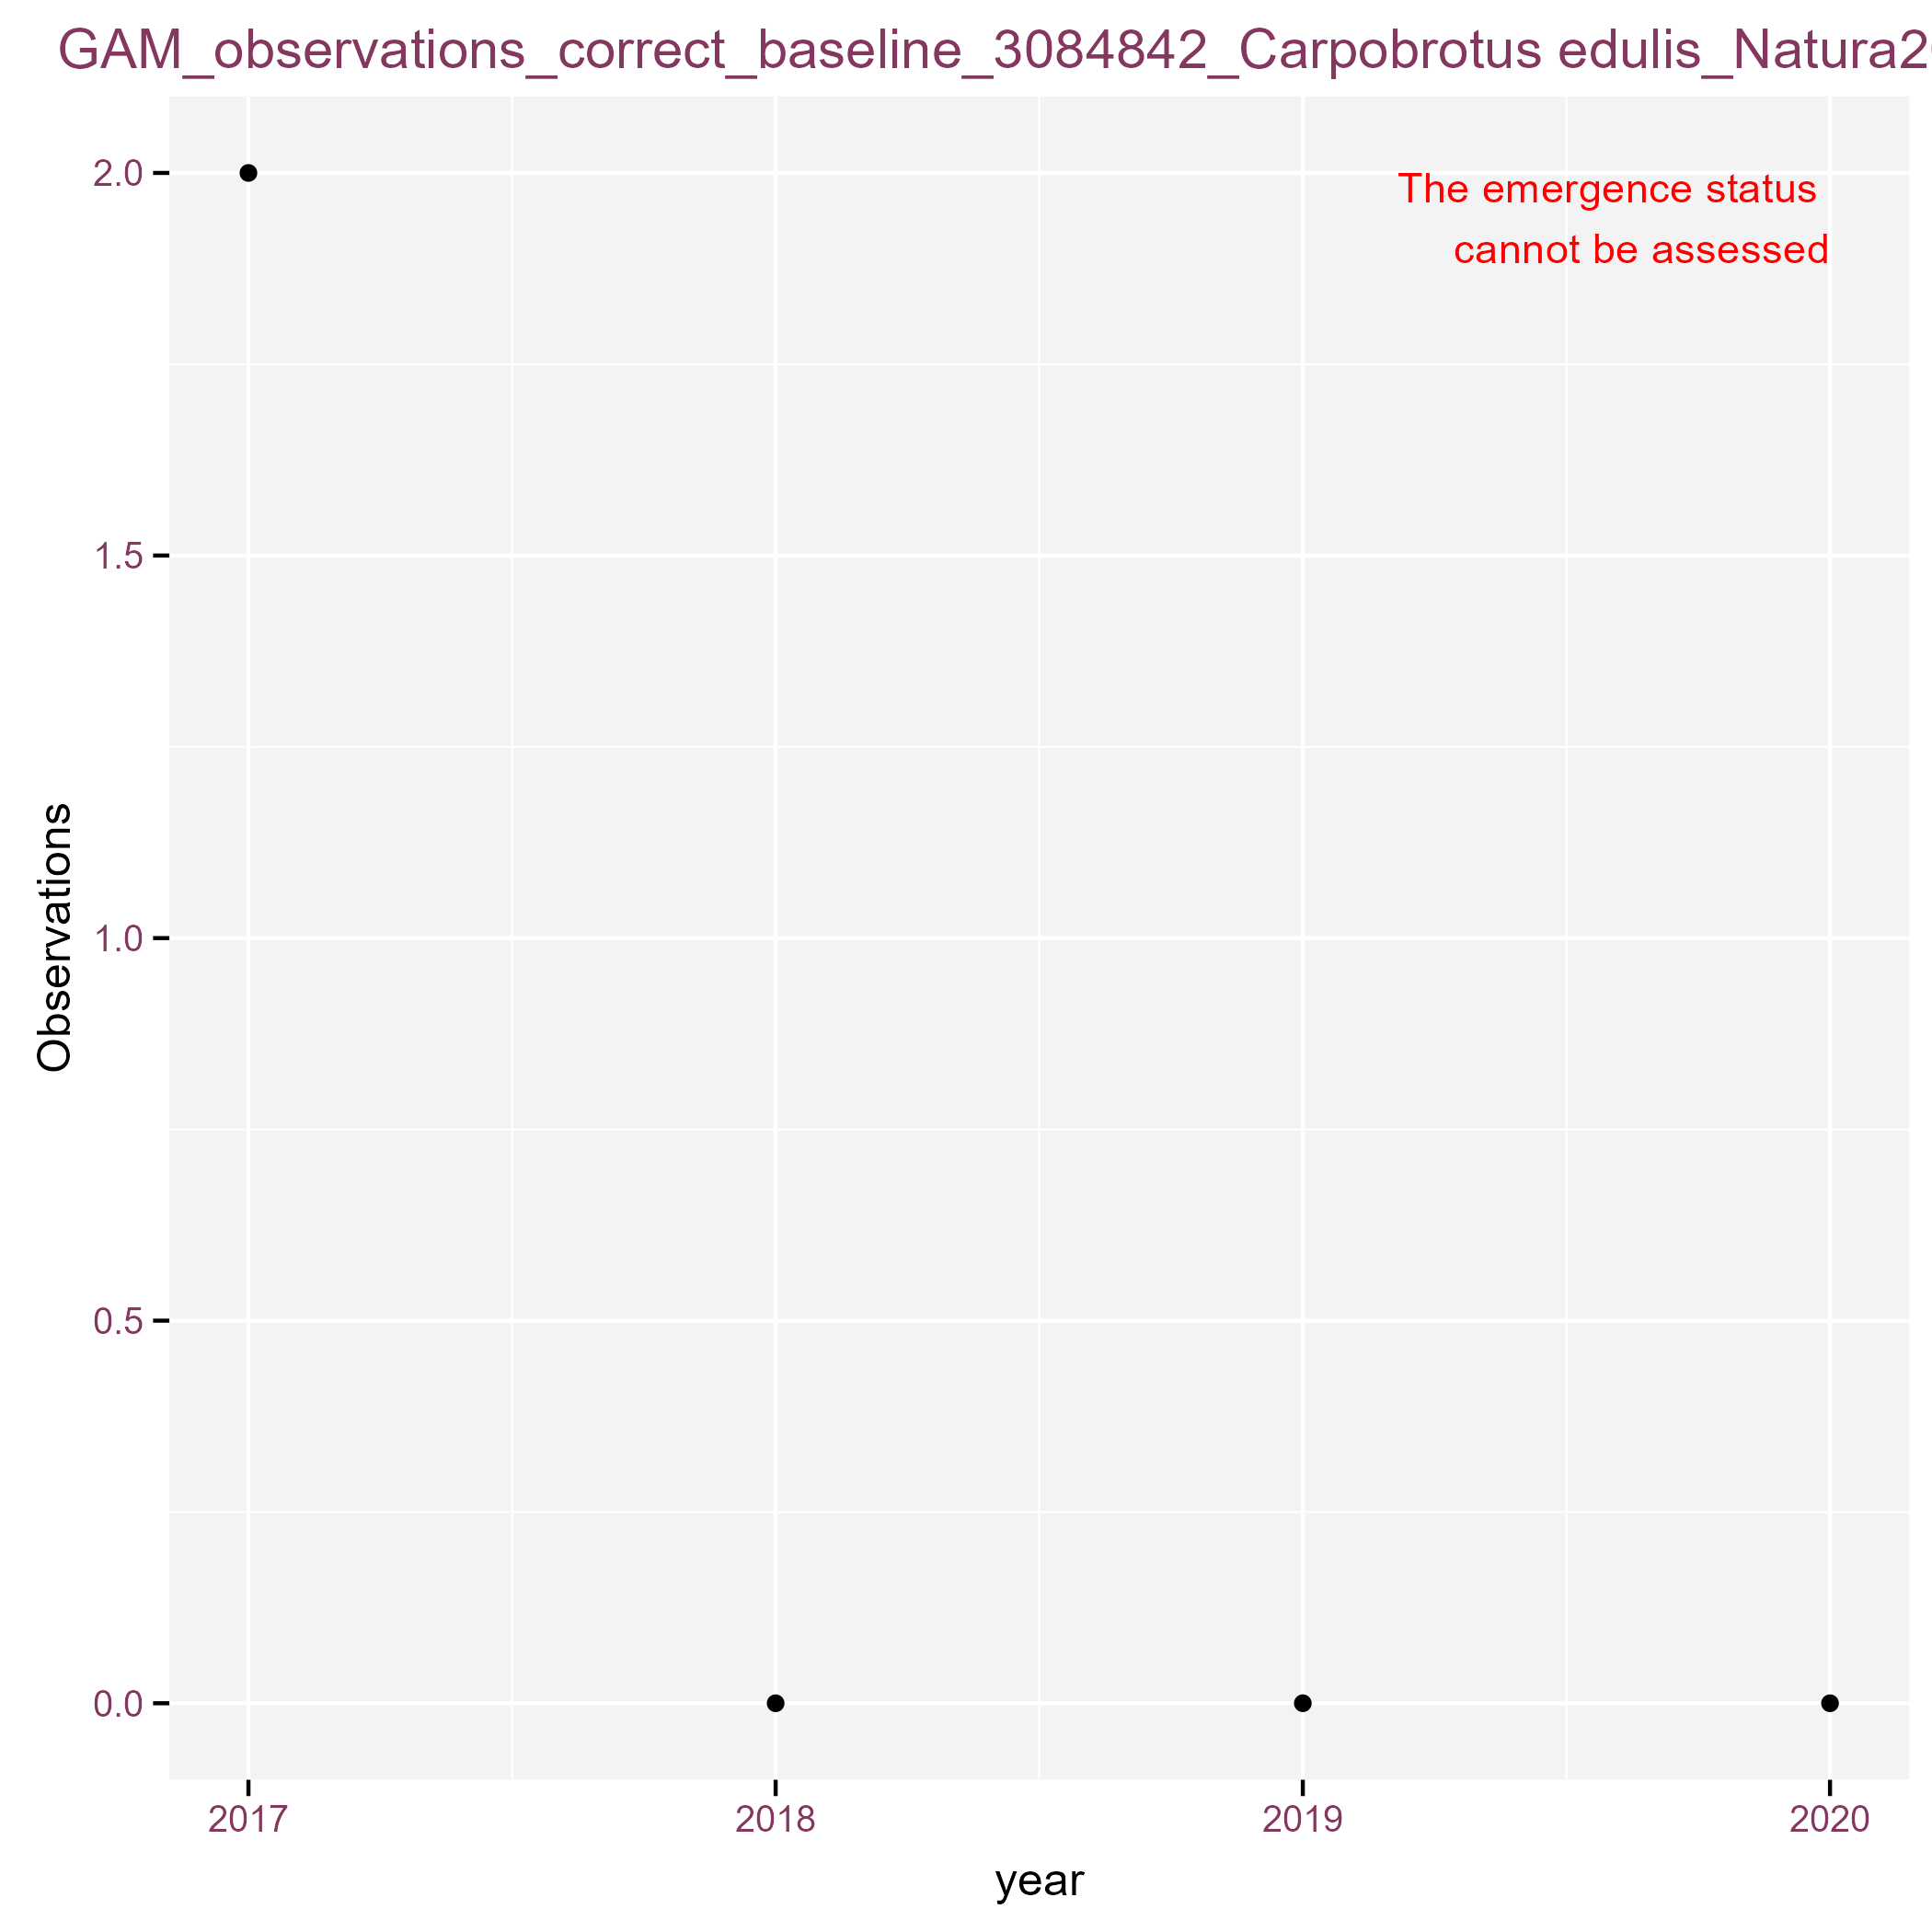 GAM_observations_correct_baseline_3084842_Carpobrotus edulis_Natura2
The emergence status
cannot be assessed
2.0
1.5
1.0
0.5
0.0
Observations
2017 2018 2019 2020
year